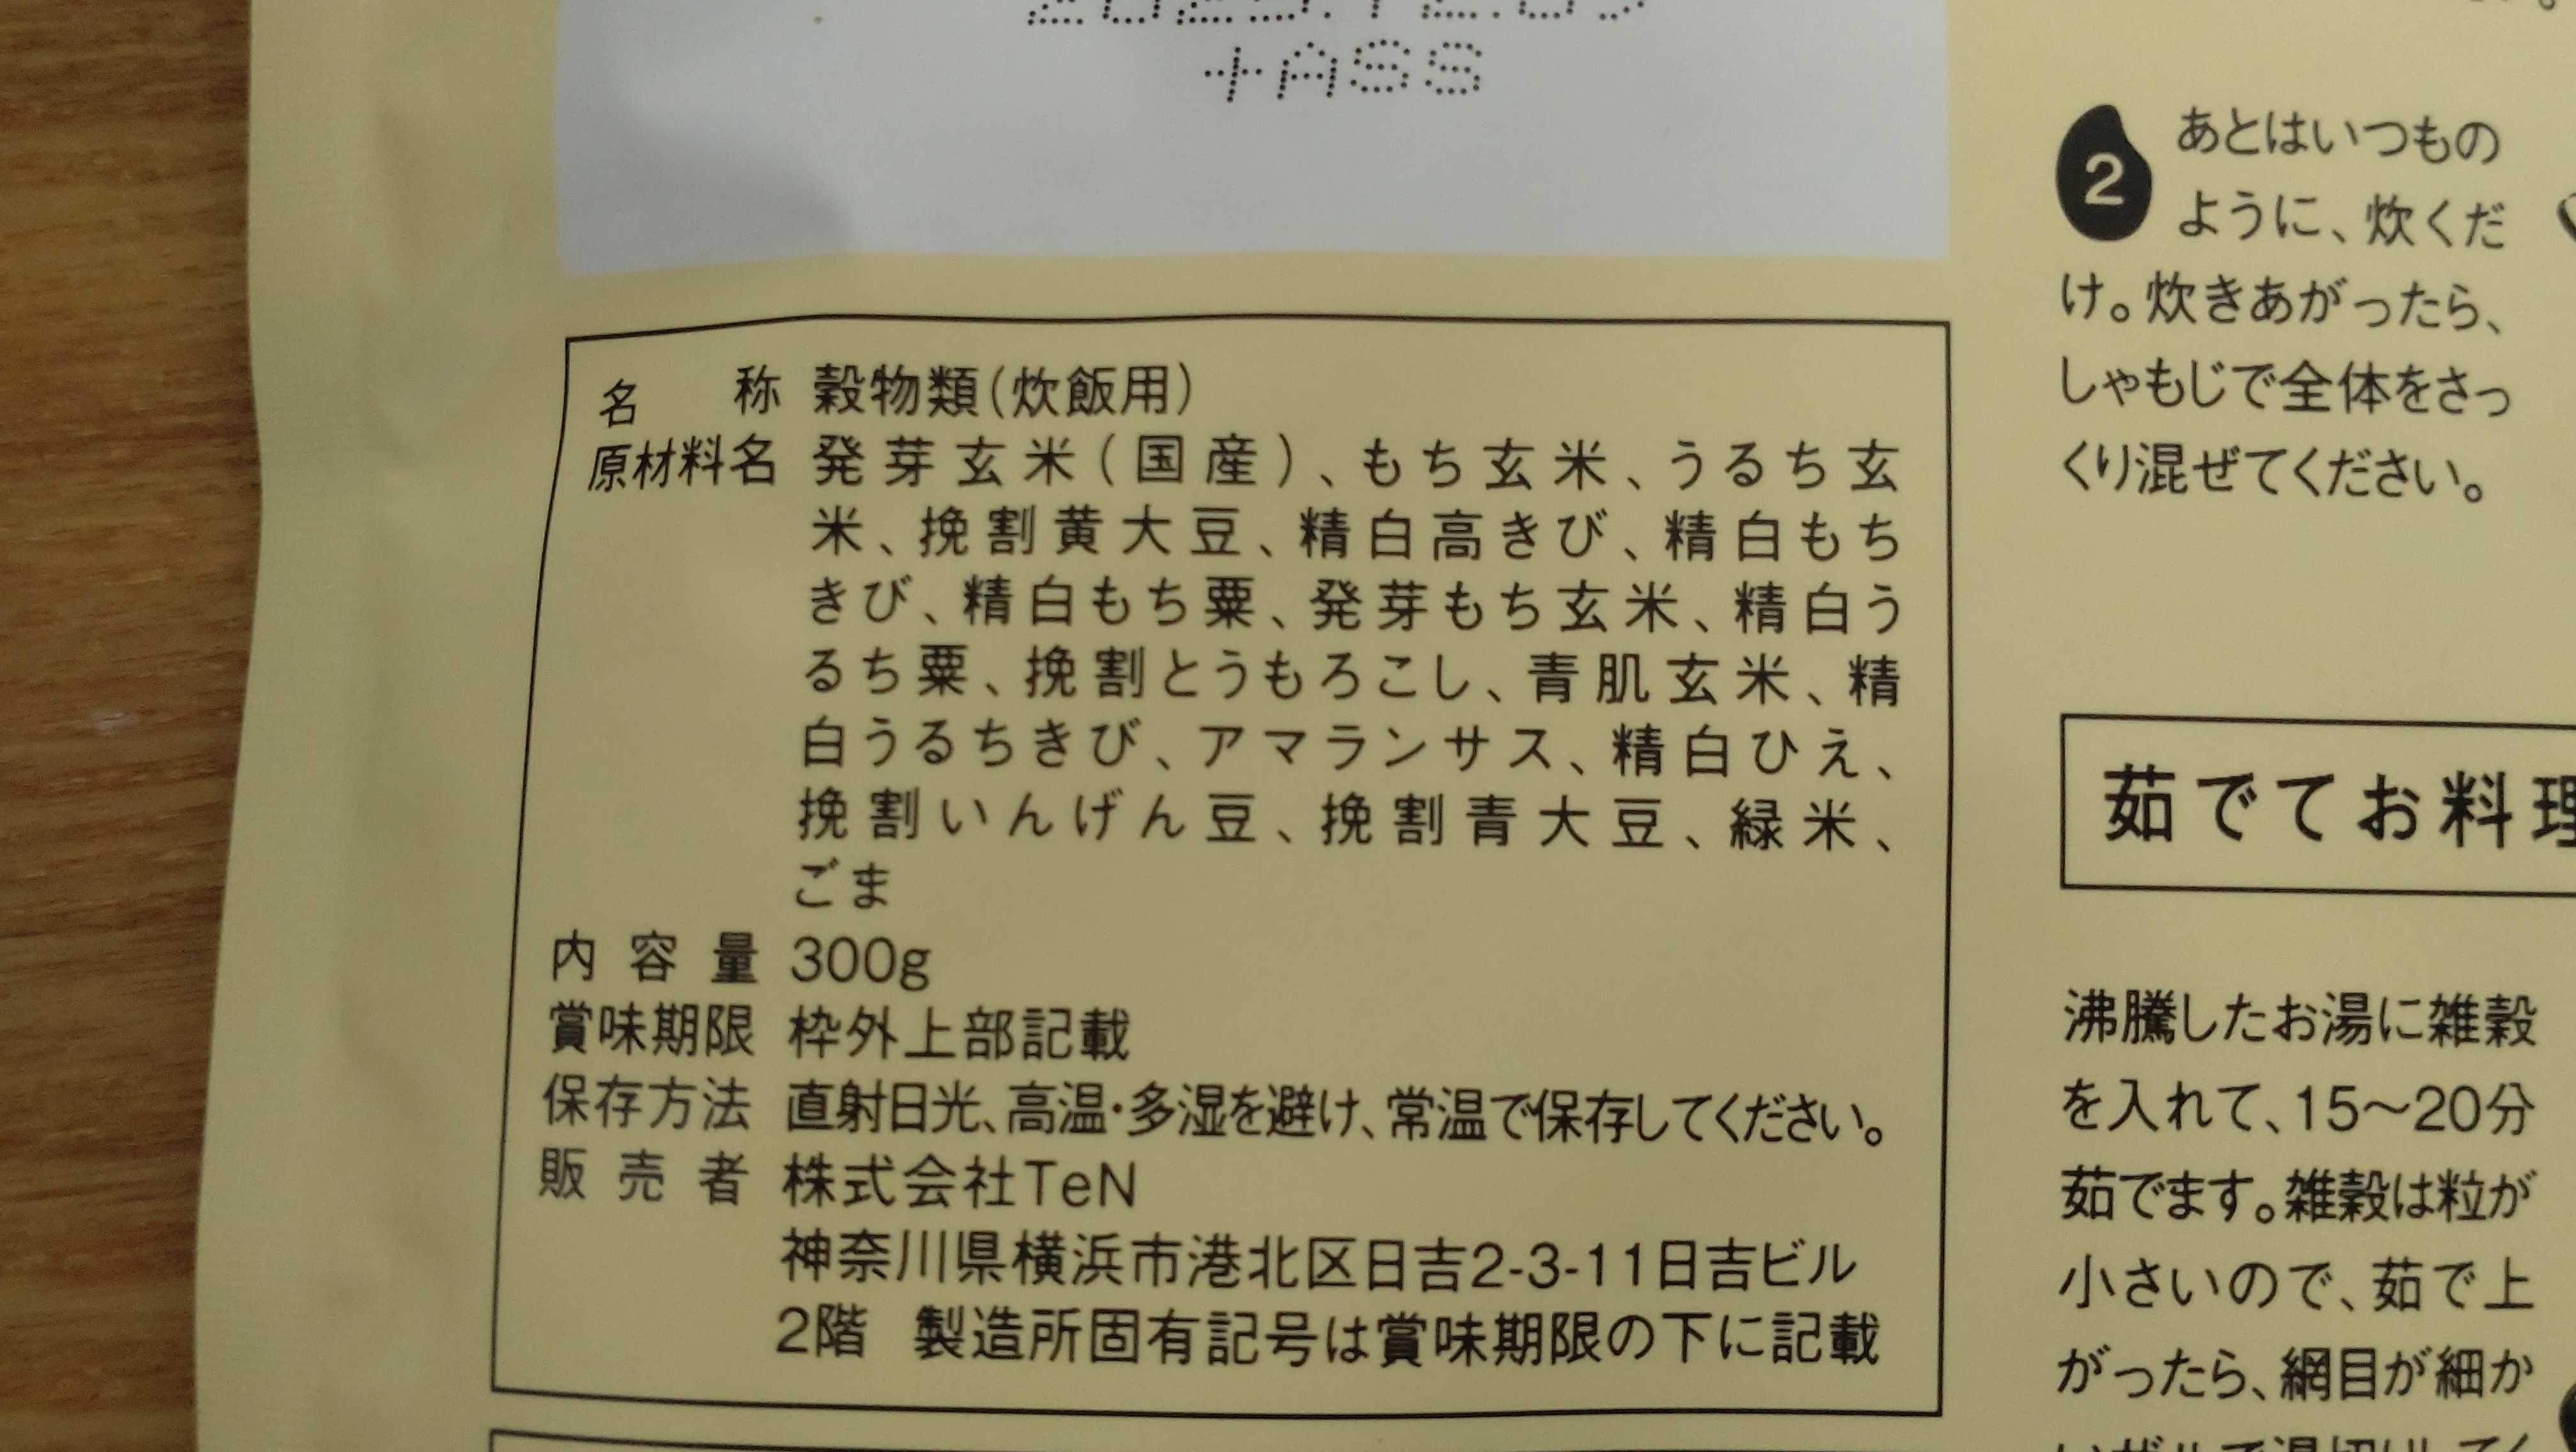 +ASS
名称 穀物類(炊飯用)
原材料名 発芽玄米(国産)、もち玄米、うるち玄
米、挽割黄大豆、精白高きび、精白もち
きび、精白もち粟、発芽もち玄米、精白う
るち粟、挽割とうもろこし、青肌玄米、精
白うるちきび、アマランサス、精白ひえ、
挽割いんげん豆、挽割青大豆、緑米、
ごま
内容量 300g
賞味期限 枠外上部記載
保存方法 直射日光、高温・多湿を避け、常温で保存してください。
販売者 株式会社TeN
神奈川県横浜市港北区日吉2-3-11日吉ビル
2階 製造所固有記号は賞味期限の下に記載
2 あとはいつもの
ように、炊くだ
け。炊きあがったら、
しゃもじで全体をさっ
くり混ぜてください。
茹でてお料理
沸騰したお湯に雑穀
を入れて、15〜20分
茹でます。雑穀は粒が
小さいので、茹で上
がったら、網目が細か